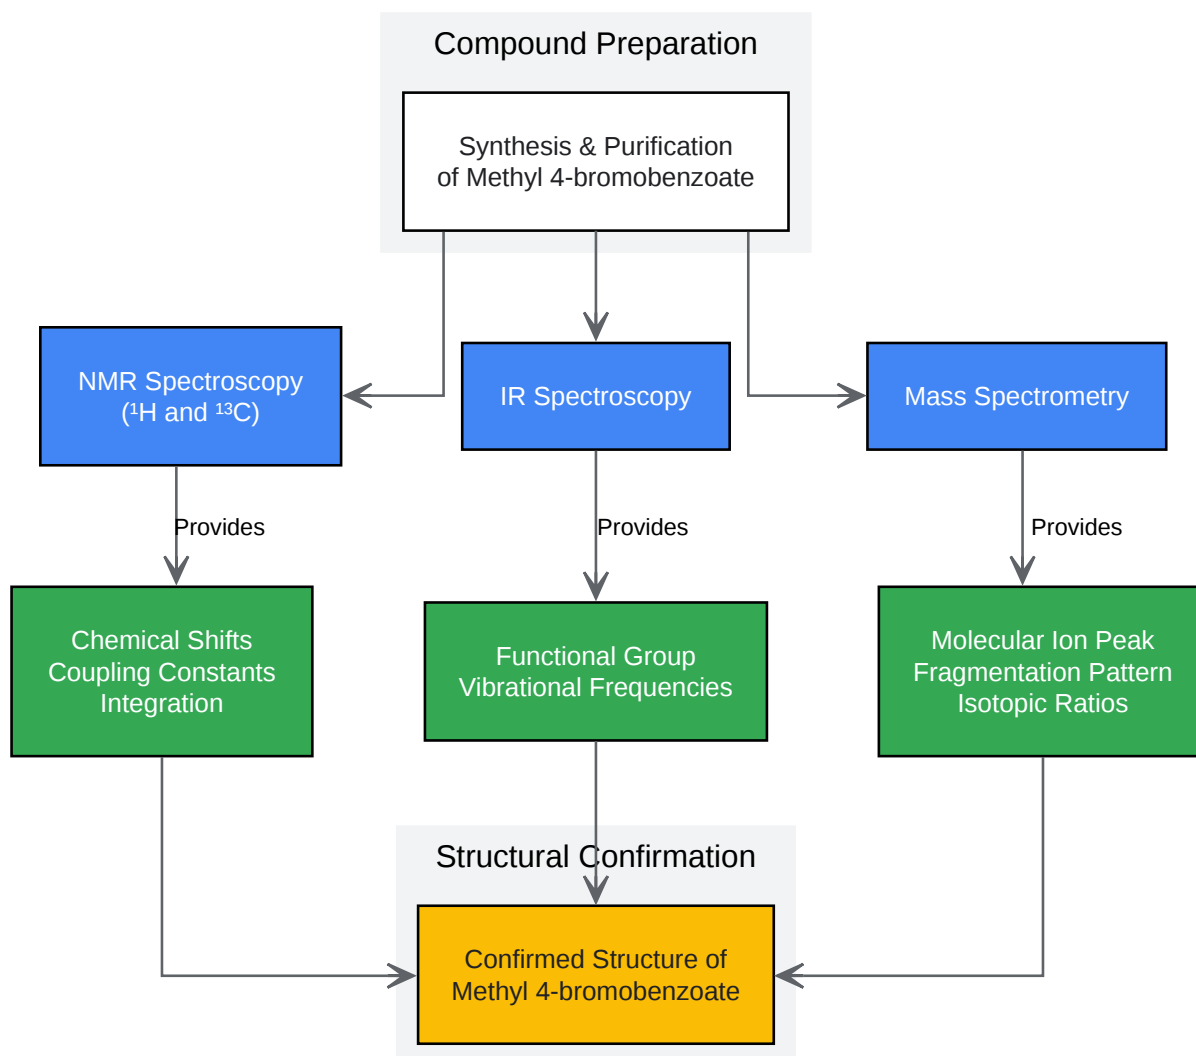 Compound Preparation
Synthesis & Purification
of Methyl 4-bromobenzoate
NMR Spectroscopy
(¹H and ¹³C)
IR Spectroscopy
Mass Spectrometry
Provides
Provides
Provides
Chemical Shifts
Coupling Constants
Integration
Functional Group
Vibrational Frequencies
Molecular Ion Peak
Fragmentation Pattern
Isotopic Ratios
Structural Confirmation
Confirmed Structure of
Methyl 4-bromobenzoate